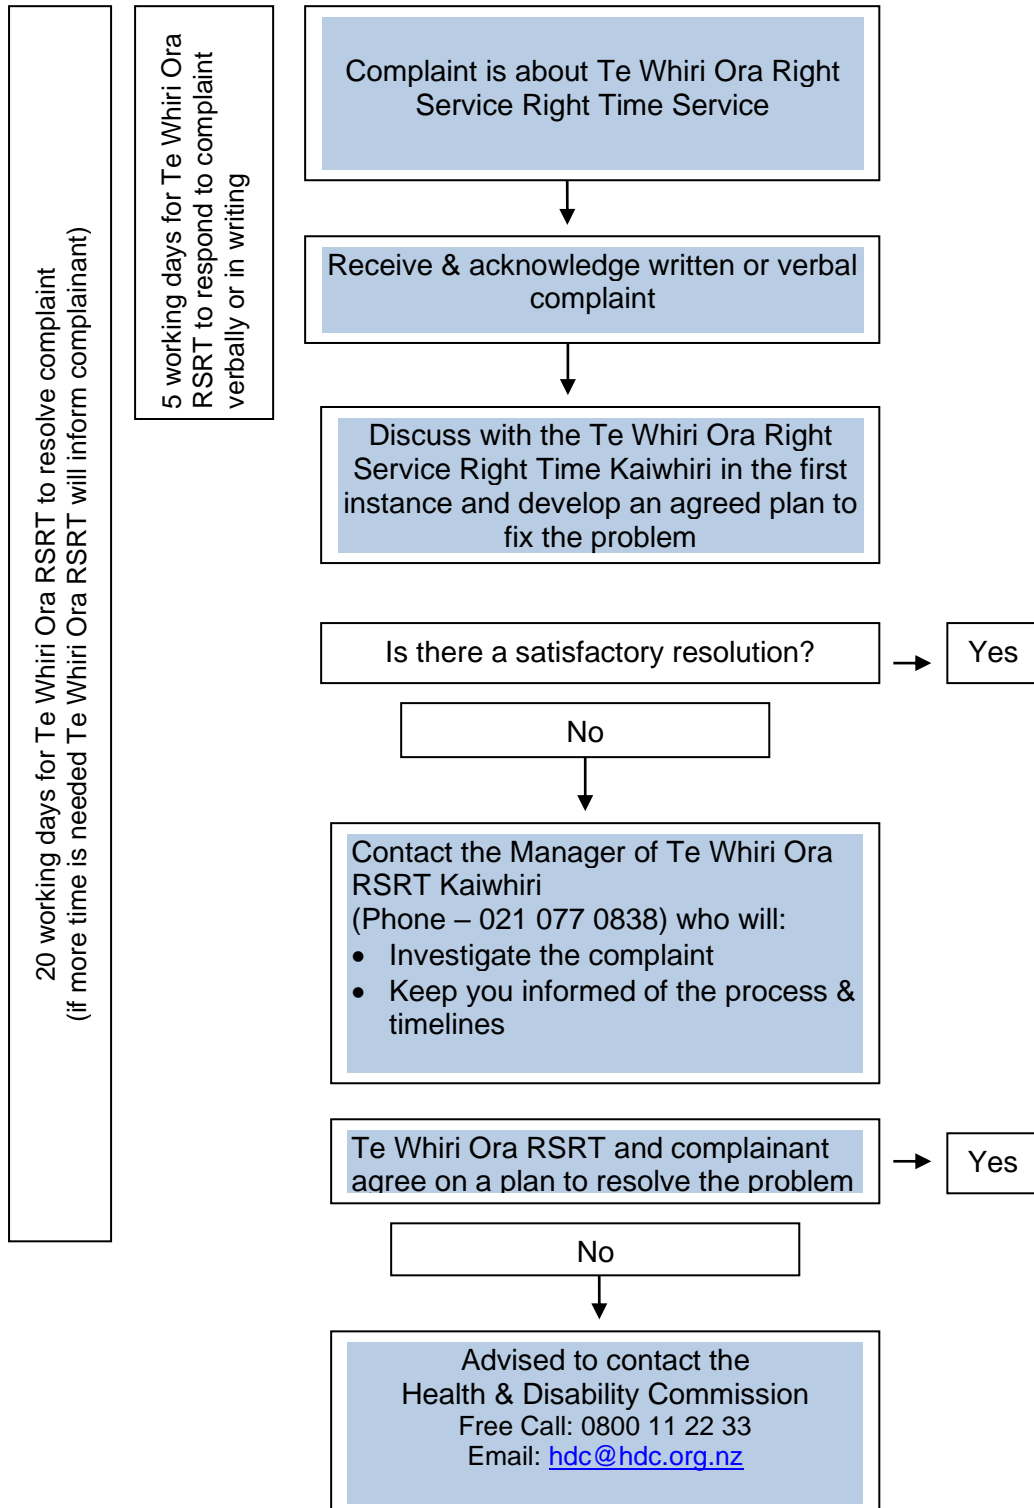 20 working days for Te Whiri Ora RSRT to resolve complaint
(if more time is needed Te Whiri Ora RSRT will inform complainant)
5 working days for Te Whiri Ora
RSRT to respond to complaint
verbally or in writing
Complaint is about Te Whiri Ora Right
Service Right Time Service
Receive & acknowledge written or verbal
complaint
Discuss with the Te Whiri Ora Right
Service Right Time Kaiwhiri in the first
instance and develop an agreed plan to
fix the problem
Is there a satisfactory resolution?
Yes
No
Contact the Manager of Te Whiri Ora
RSRT Kaiwhiri
(Phone – 021 077 0838) who will:
• Investigate the complaint
• Keep you informed of the process &
timelines
Te Whiri Ora RSRT and complainant
agree on a plan to resolve the problem
Yes
No
Advised to contact the
Health & Disability Commission
Free Call: 0800 11 22 33
Email: hdc@hdc.org.nz